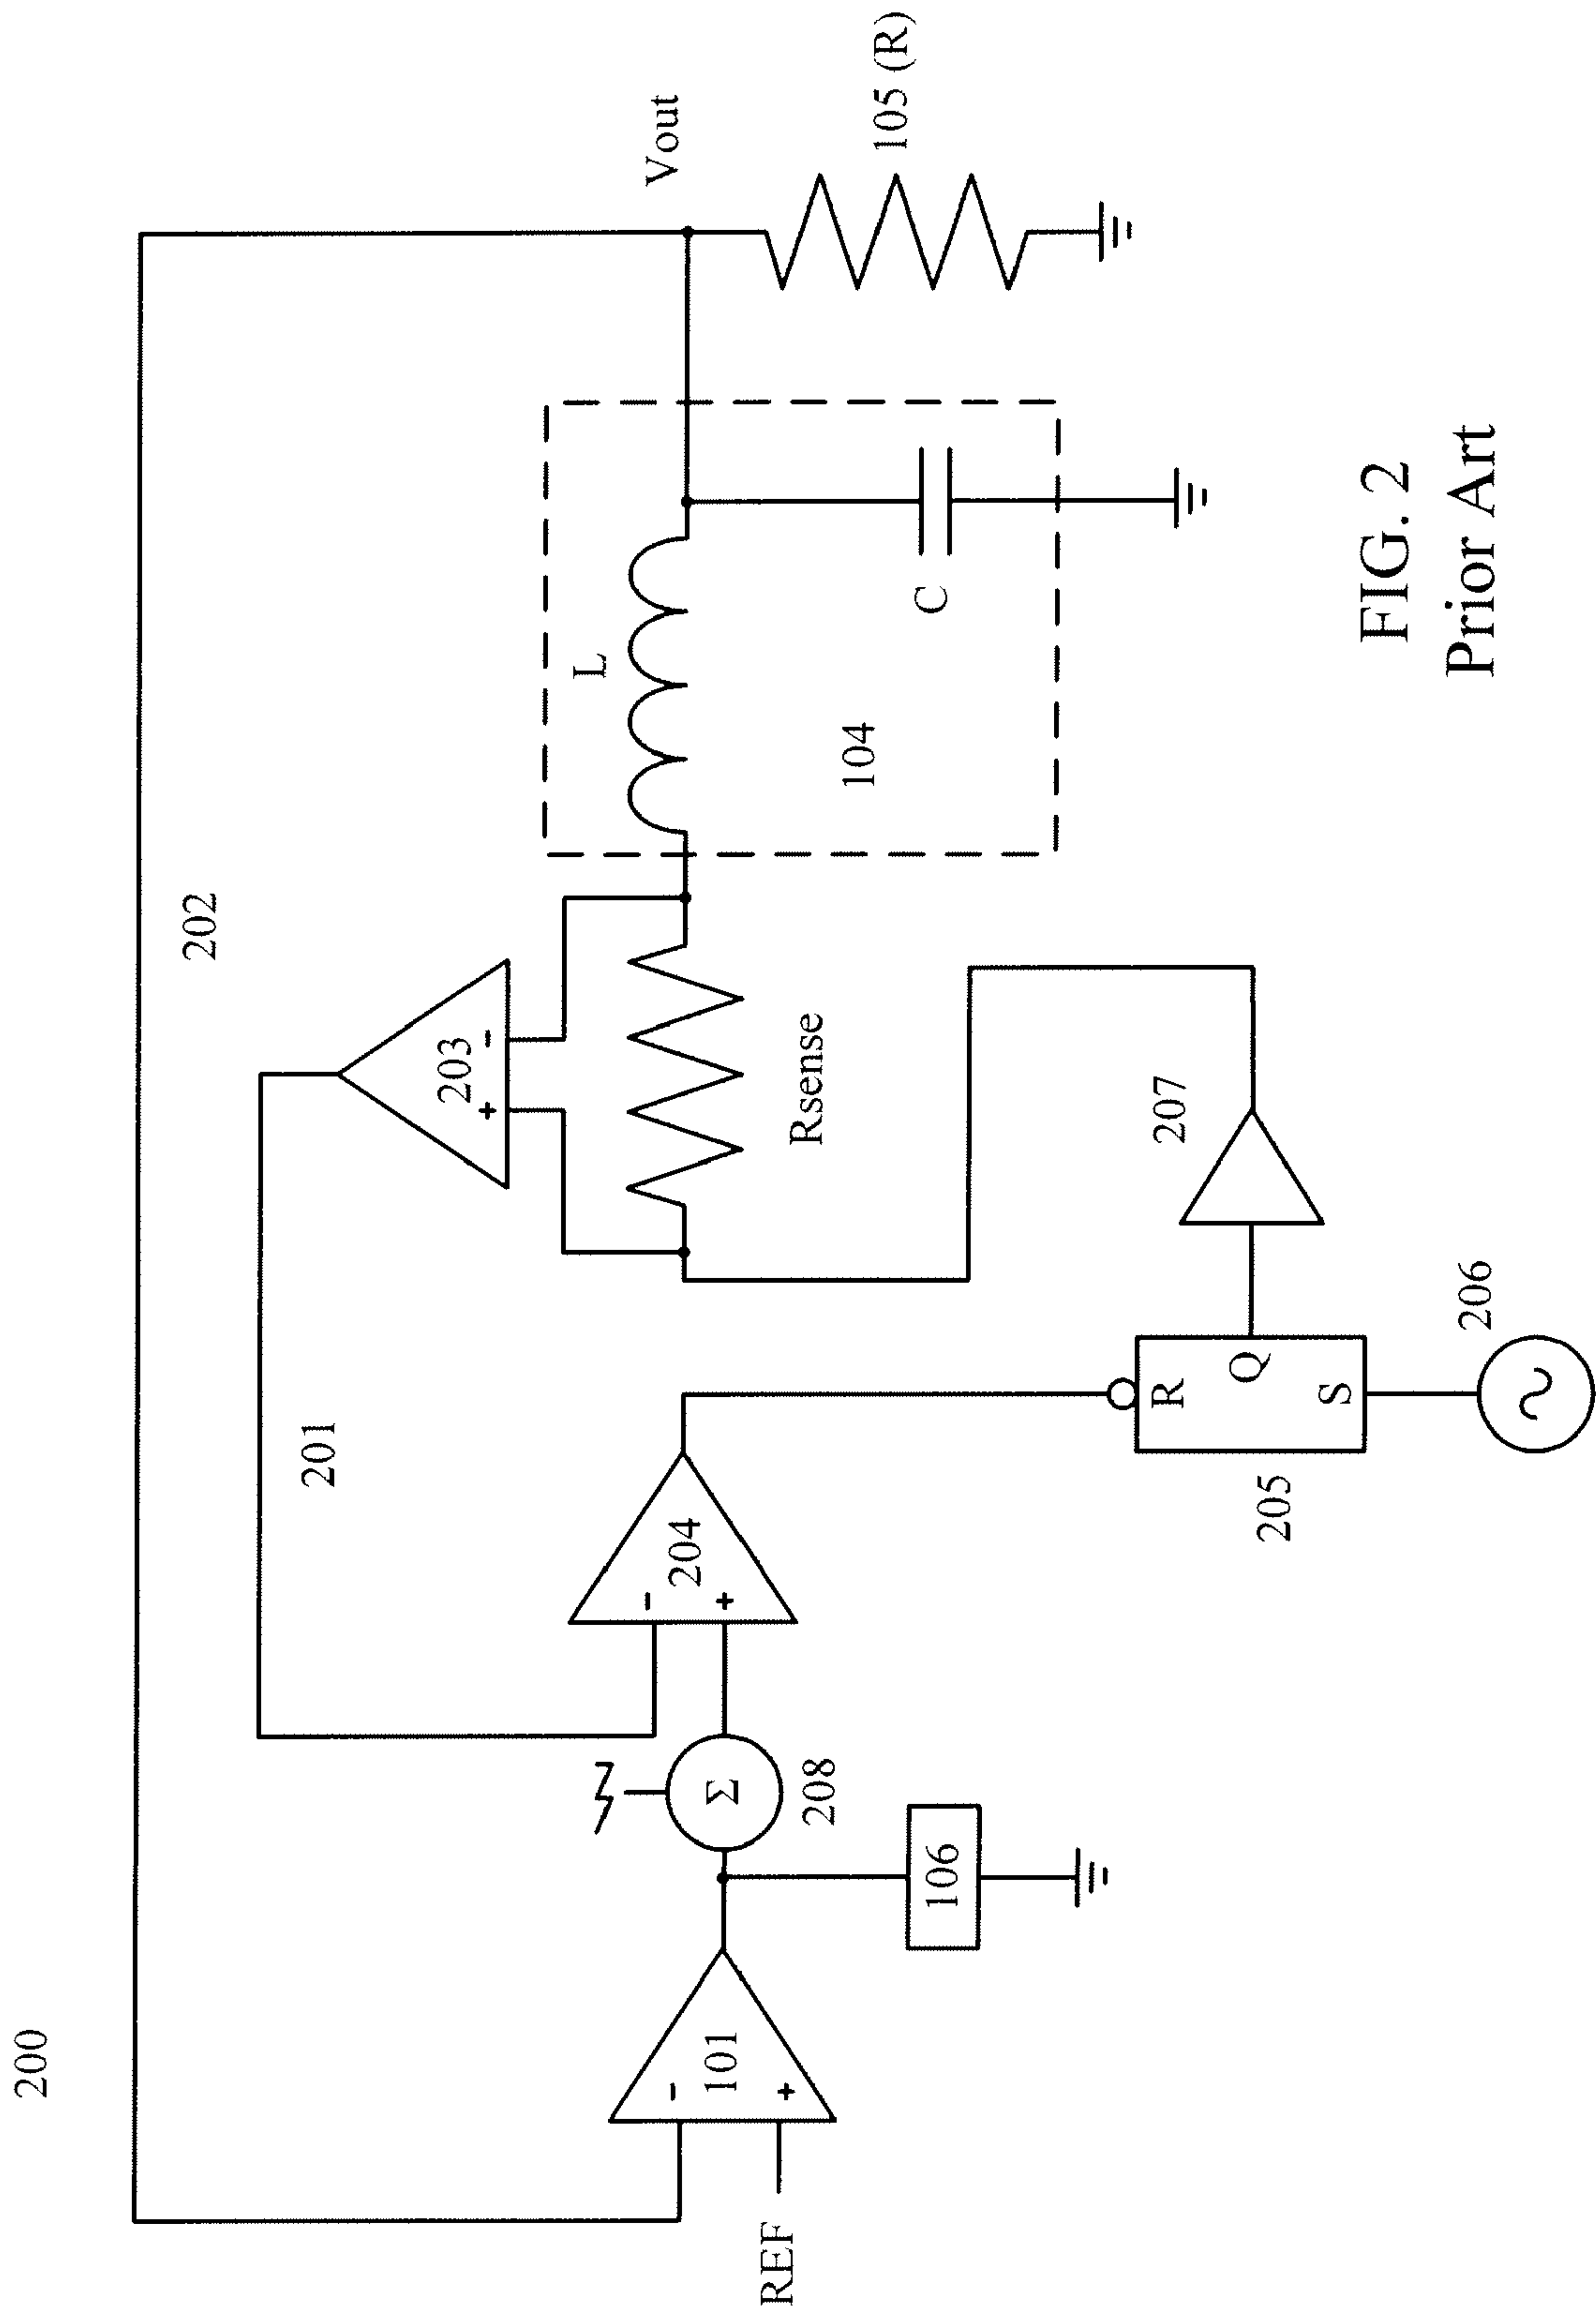 200
202
201
Vout
203
+
-
L
105 (R)
Rsense
104
C
-
204
+
Σ
208
-
101
+
REF
106
207
R
Q
S
205
206
FIG. 2
Prior Art